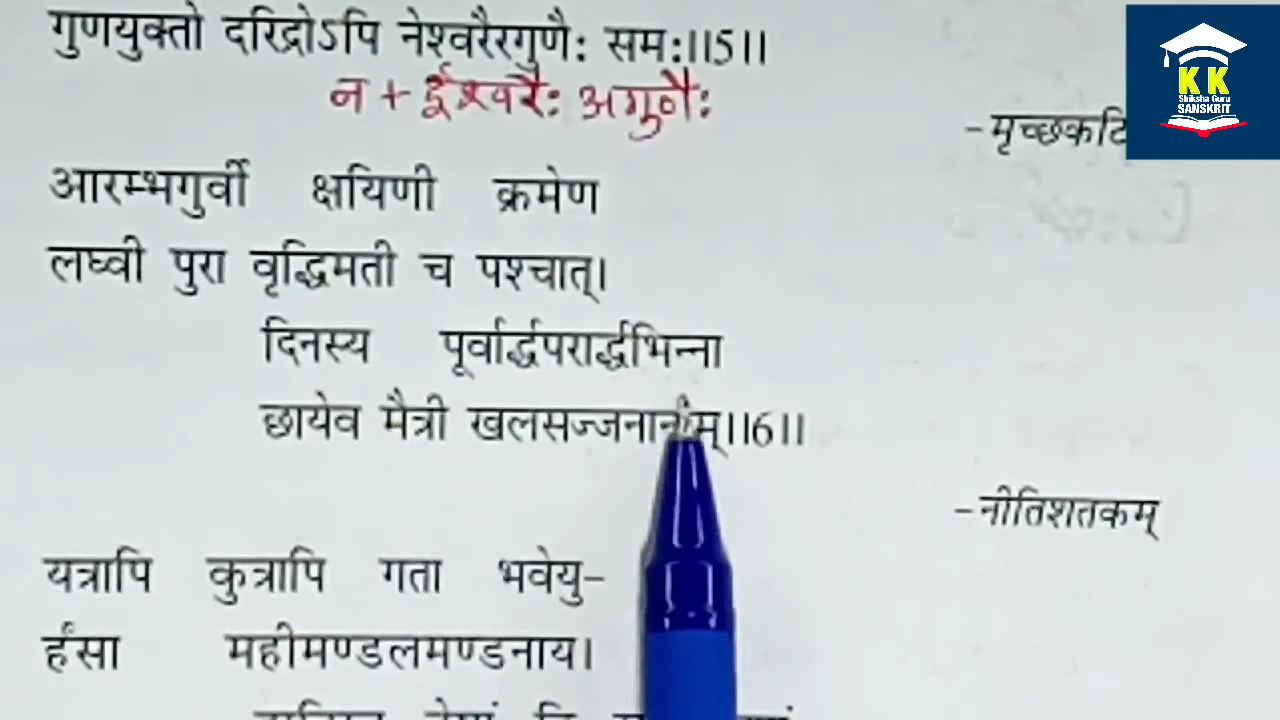 गुणयुक्तो दरिद्रोऽपि नेश्वरैरगुणैः समः।।5।।
न + ईश्वरैः अगुणैः
-मृच्छकटि
KK
Shiksha Guru
SANSKRIT
आरम्भगुर्वी क्षयिणी क्रमेण
लघ्वी पुरा वृद्धिमती च पश्चात्।
दिनस्य पूर्वार्द्धपरार्द्धभिन्ना
छायेव मैत्री खलसज्जनानाम्।।6।।
-नीतिशतकम्
यत्रापि कुत्रापि गता भवेयु-
र्हंसा महीमण्डलमण्डनाय।